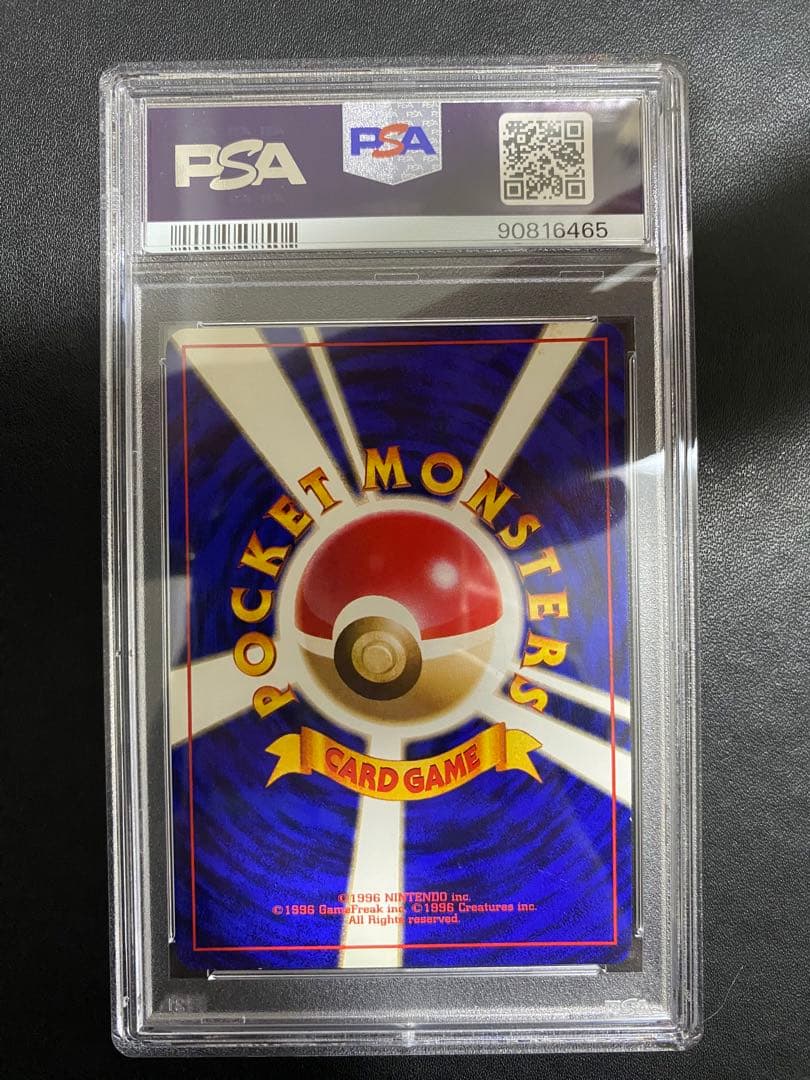 PSA
PSA
90816465
POCKET MONSTERS
CARD GAME
©1996 NINTENDO inc.
©1996 GameFreak inc. ©1996 Creatures inc.
All Rights reserved.